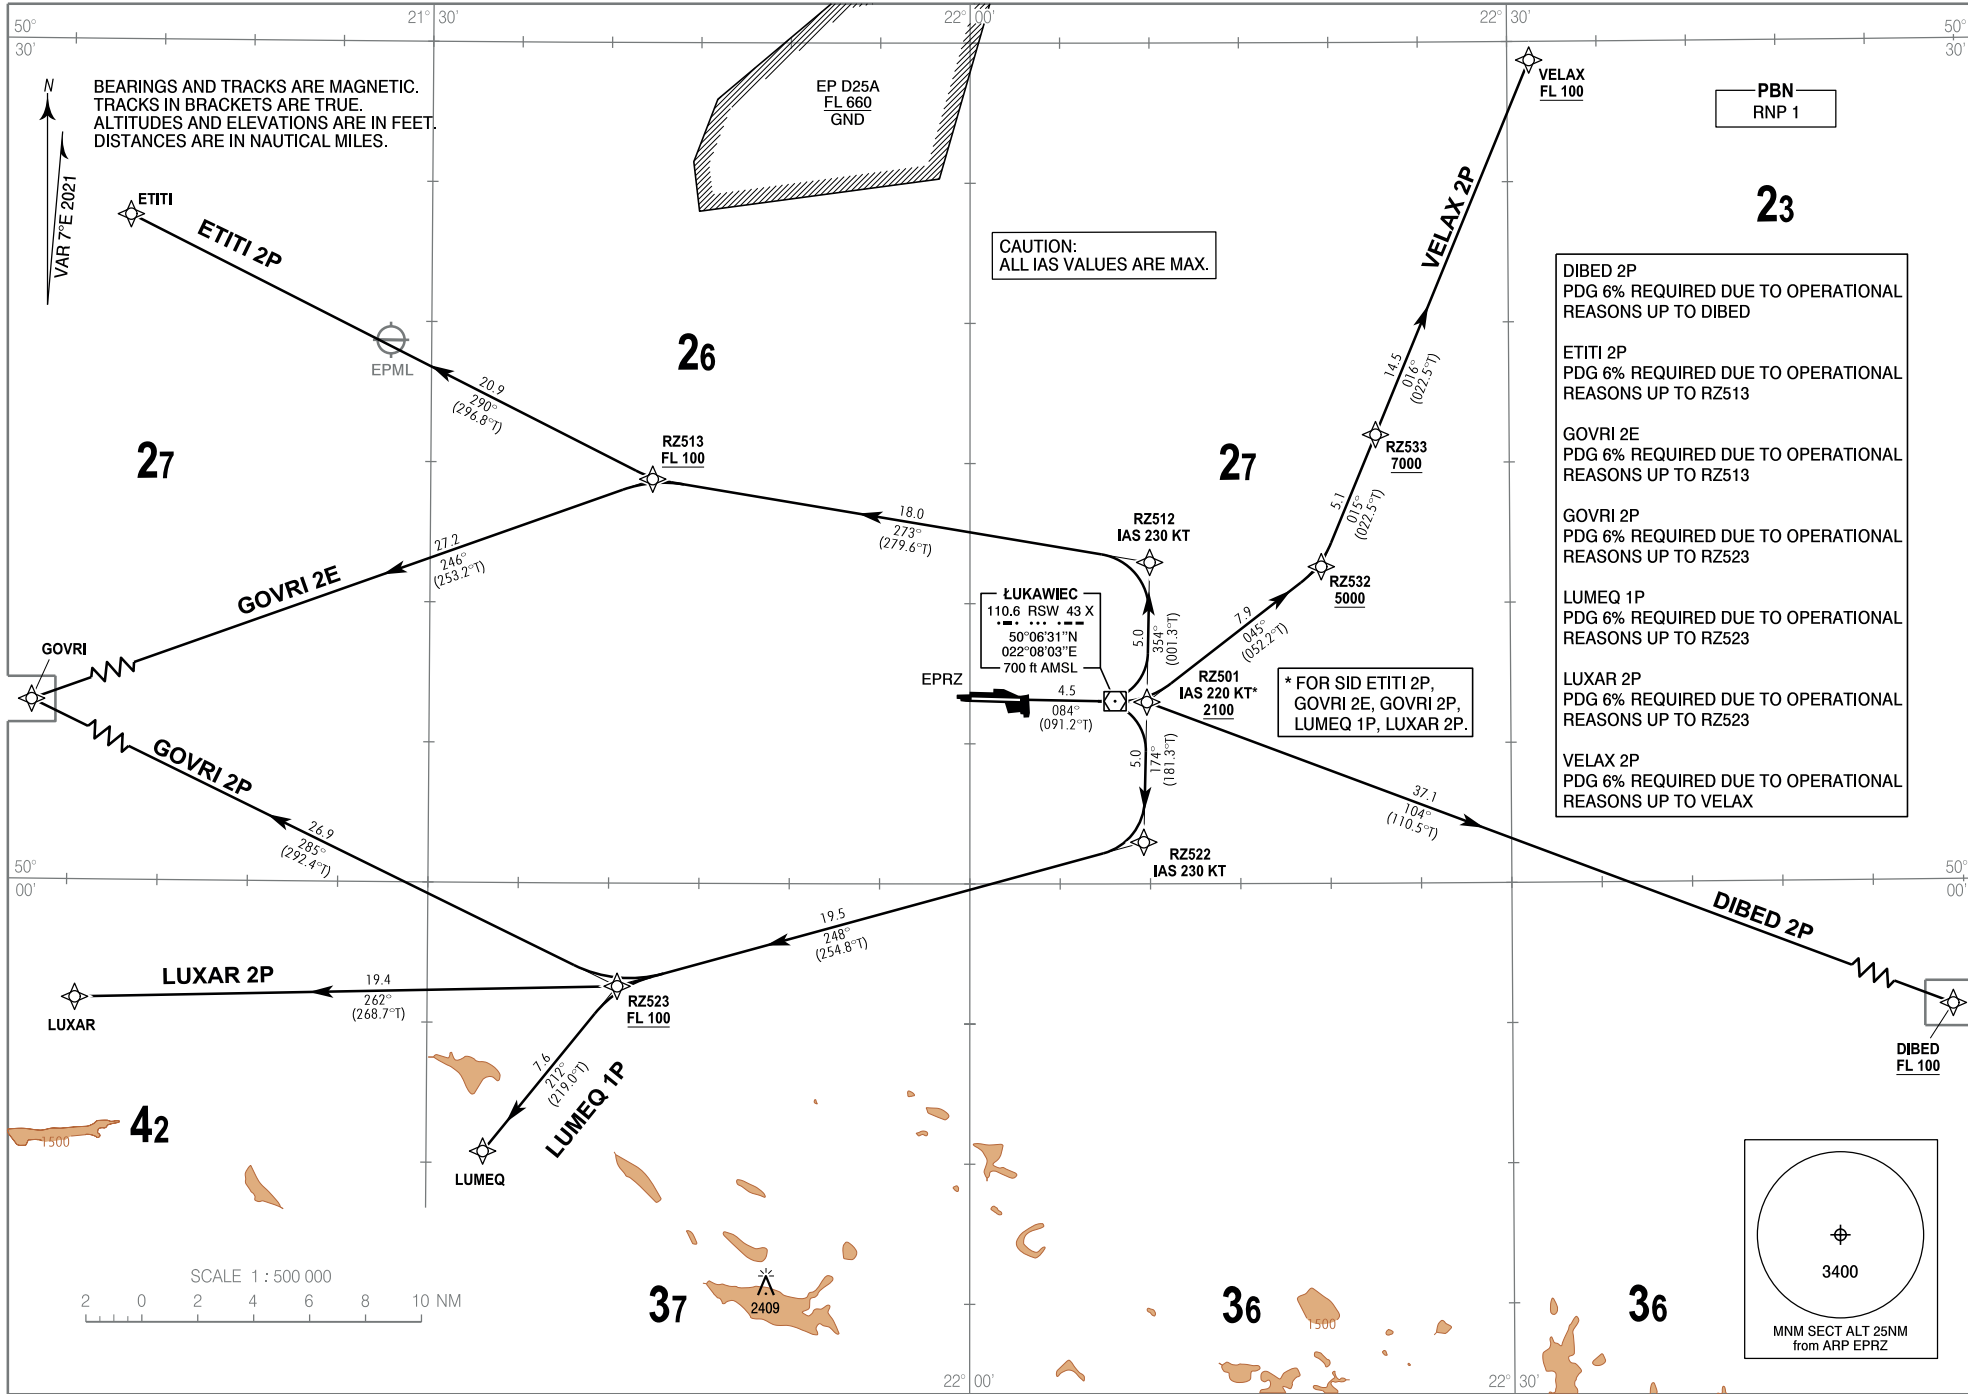 21° 30'
22° 00'
22° 30'
50°
30'
50°
30'
N
VAR 7°E 2021
BEARINGS AND TRACKS ARE MAGNETIC.
TRACKS IN BRACKETS ARE TRUE.
ALTITUDES AND ELEVATIONS ARE IN FEET.
DISTANCES ARE IN NAUTICAL MILES.
EP D25A
FL 660
GND
VELAX
FL 100
PBN
RNP 1
ETITI
ETITI 2P
VELAX 2P
23
CAUTION:
ALL IAS VALUES ARE MAX.
DIBED 2P
PDG 6% REQUIRED DUE TO OPERATIONAL
REASONS UP TO DIBED
ETITI 2P
PDG 6% REQUIRED DUE TO OPERATIONAL
REASONS UP TO RZ513
GOVRI 2E
PDG 6% REQUIRED DUE TO OPERATIONAL
REASONS UP TO RZ513
GOVRI 2P
PDG 6% REQUIRED DUE TO OPERATIONAL
REASONS UP TO RZ523
LUMEQ 1P
PDG 6% REQUIRED DUE TO OPERATIONAL
REASONS UP TO RZ523
LUXAR 2P
PDG 6% REQUIRED DUE TO OPERATIONAL
REASONS UP TO RZ523
VELAX 2P
PDG 6% REQUIRED DUE TO OPERATIONAL
REASONS UP TO VELAX
EPML
26
20.9
290°
(296.8°T)
14.5
016°
(022.5°T)
27
RZ513
FL 100
27
RZ533
7000
5.1
015°
(022.5°T)
18.0
273°
(279.6°T)
RZ512
IAS 230 KT
27.2
246°
(253.2°T)
GOVRI 2E
RZ532
5000
ŁUKAWIEC
110.6 RSW 43 X
50°06'31"N
022°08'03"E
700 ft AMSL
5.0
354°
(001.3°T)
7.9
045°
(052.2°T)
GOVRI
EPRZ
4.5
084°
(091.2°T)
RZ501
IAS 220 KT*
2100
* FOR SID ETITI 2P,
GOVRI 2E, GOVRI 2P,
LUMEQ 1P, LUXAR 2P.
5.0
174°
(181.3°T)
GOVRI 2P
37.1
104°
(110.5°T)
26.9
285°
(292.4°T)
RZ522
IAS 230 KT
50°
00'
50°
00'
19.5
248°
(254.8°T)
DIBED 2P
LUXAR 2P
19.4
262°
(268.7°T)
LUXAR
RZ523
FL 100
DIBED
FL 100
7.6
212°
(219.0°T)
LUMEQ 1P
LUMEQ
42
1500
SCALE 1 : 500 000
2 0 2 4 6 8 10 NM
37
2409
36
1500
36
3400
MNM SECT ALT 25NM
from ARP EPRZ
22° 00'
22° 30'